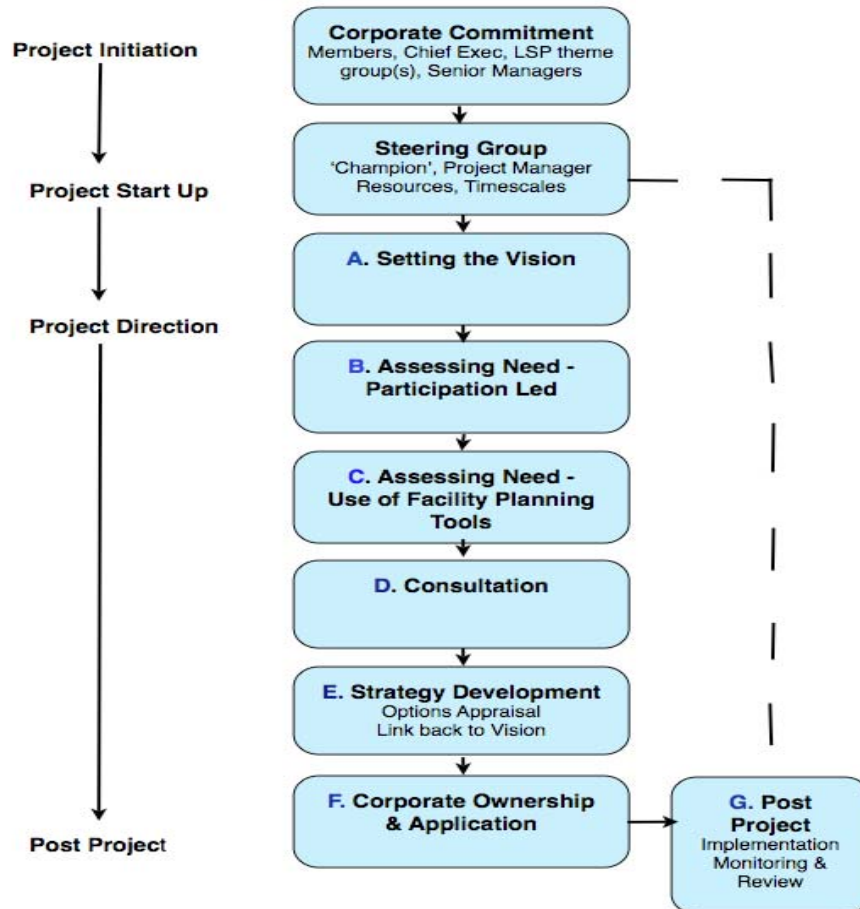 Project Initiation
Project Start Up
Project Direction
Post Project
Corporate Commitment
Members, Chief Exec, LSP theme
group(s), Senior Managers
Steering Group
‘Champion’, Project Manager
Resources, Timescales
A. Setting the Vision
B. Assessing Need -
Participation Led
C. Assessing Need -
Use of Facility Planning
Tools
D. Consultation
E. Strategy Development
Options Appraisal
Link back to Vision
F. Corporate Ownership
& Application
G. Post
Project
Implementation
Monitoring &
Review